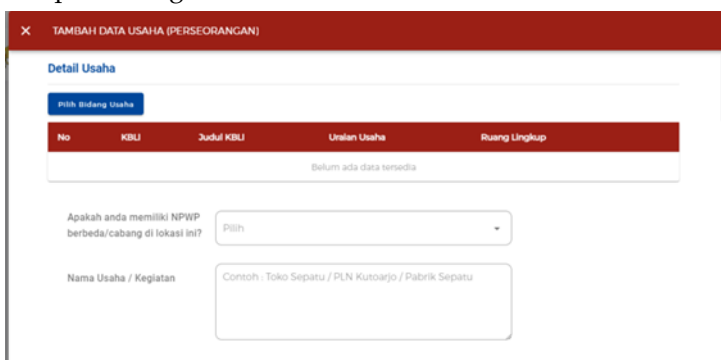 × TAMBAH DATA USAHA (PERSEORANGAN)
Detail Usaha
Pilih Bidang Usaha
No KBLI Judul KBLI Uraian Usaha Ruang Lingkup
Belum ada data tersedia
Apakah anda memiliki NPWP
berbeda/cabang di lokasi ini?
Pilih
Nama Usaha / Kegiatan
Contoh : Toko Sepatu / PLN Kutoarjo / Pabrik Sepatu